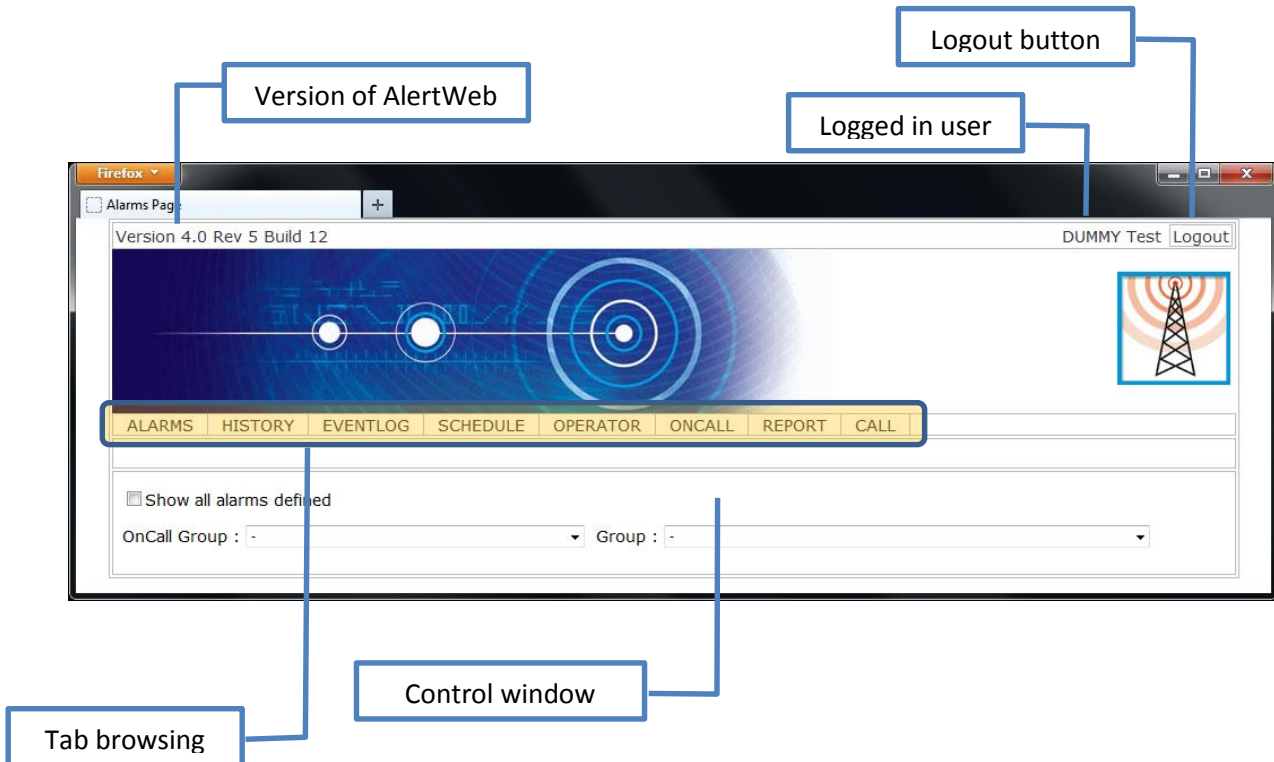 Logout button
Version of AlertWeb
Logged in user
Firefox
Alarms Page
Version 4.0 Rev 5 Build 12
DUMMY Test Logout
ALARMS HISTORY EVENTLOG SCHEDULE OPERATOR ONCALL REPORT CALL
Show all alarms defined
OnCall Group : - Group : -
Control window
Tab browsing